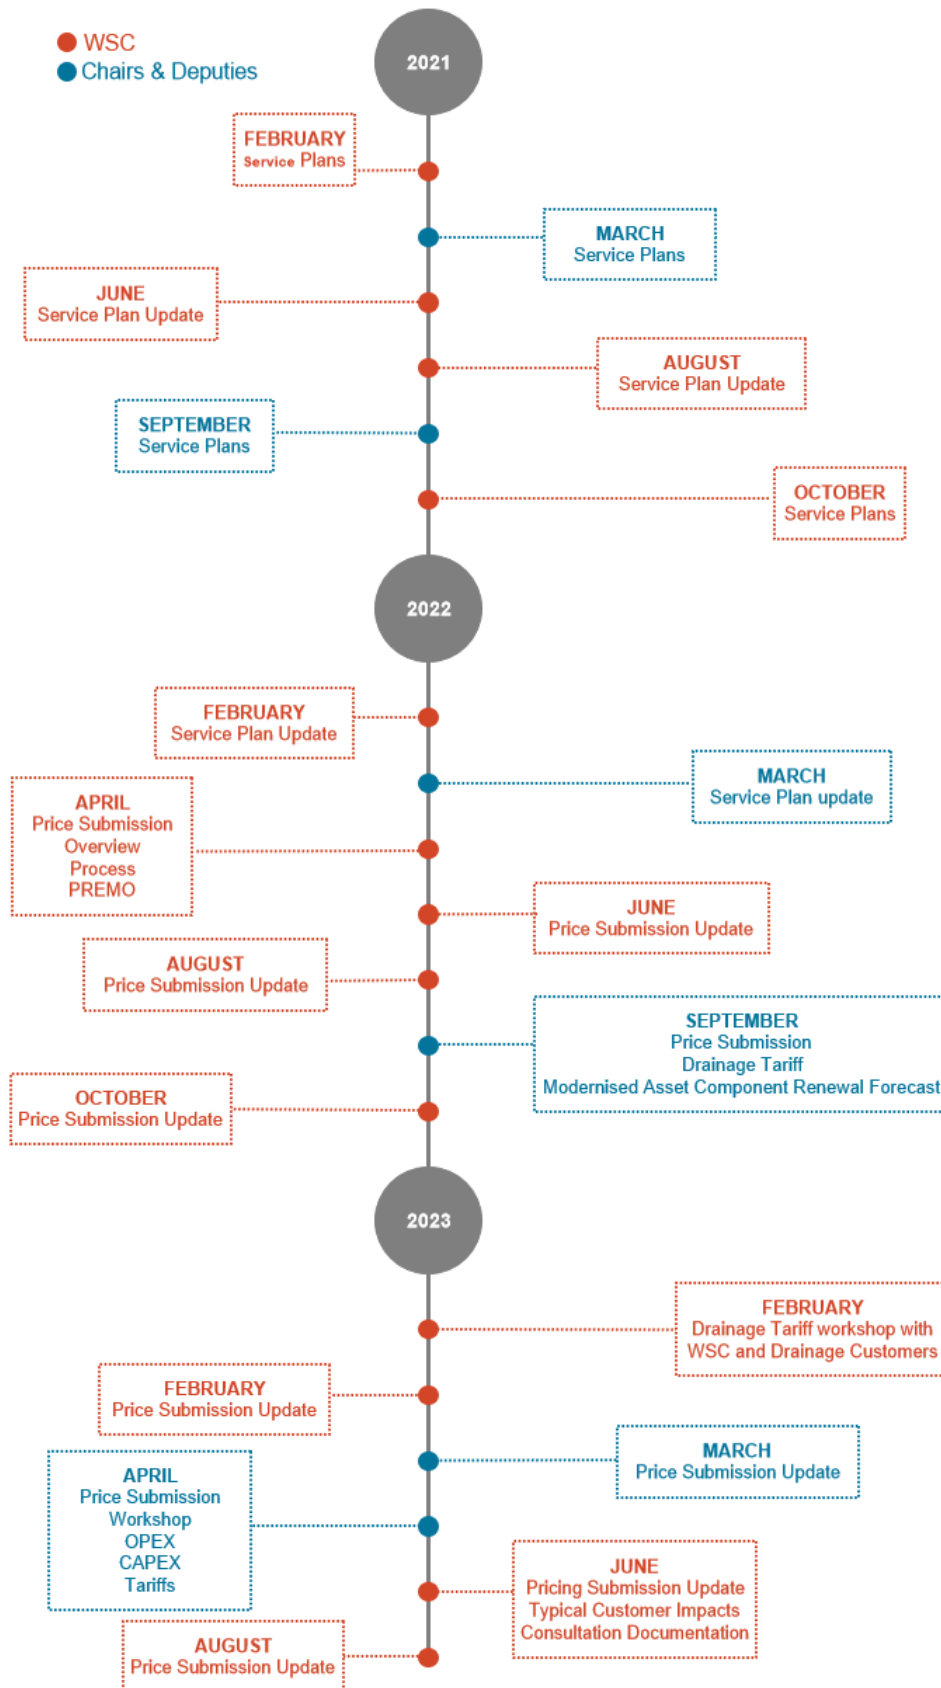 WSC
Chairs & Deputies
2021
FEBRUARY
Service Plans
MARCH
Service Plans
JUNE
Service Plan Update
AUGUST
Service Plan Update
SEPTEMBER
Service Plans
OCTOBER
Service Plans
2022
FEBRUARY
Service Plan Update
MARCH
Service Plan update
APRIL
Price Submission
Overview
Process
PREMO
JUNE
Price Submission Update
AUGUST
Price Submission Update
SEPTEMBER
Price Submission
Drainage Tariff
Modernised Asset Component Renewal Forecast
OCTOBER
Price Submission Update
2023
FEBRUARY
Drainage Tariff workshop with
WSC and Drainage Customers
FEBRUARY
Price Submission Update
MARCH
Price Submission Update
APRIL
Price Submission
Workshop
OPEX
CAPEX
Tariffs
JUNE
Pricing Submission Update
Typical Customer Impacts
Consultation Documentation
AUGUST
Price Submission Update